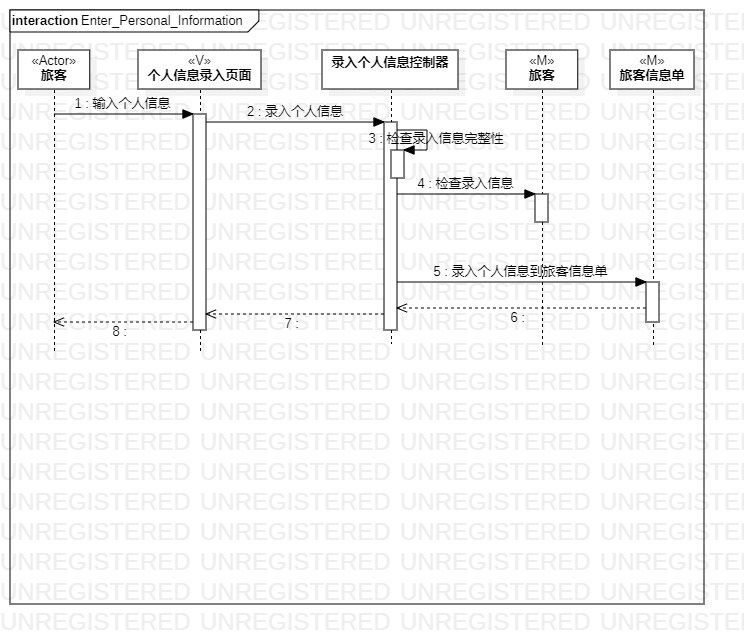 interaction Enter_Personal_Information
«Actor»
旅客
«V»
个人信息录入页面
录入个人信息控制器
«M»
旅客
«M»
旅客信息单
1 : 输入个人信息
2 : 录入个人信息
3 : 检查录入信息完整性
4 : 检查录入信息
5 : 录入个人信息到旅客信息单
6 :
7 :
8 :
UNREGISTERED UNREGISTERED UNREGISTERED UNREGISTERED